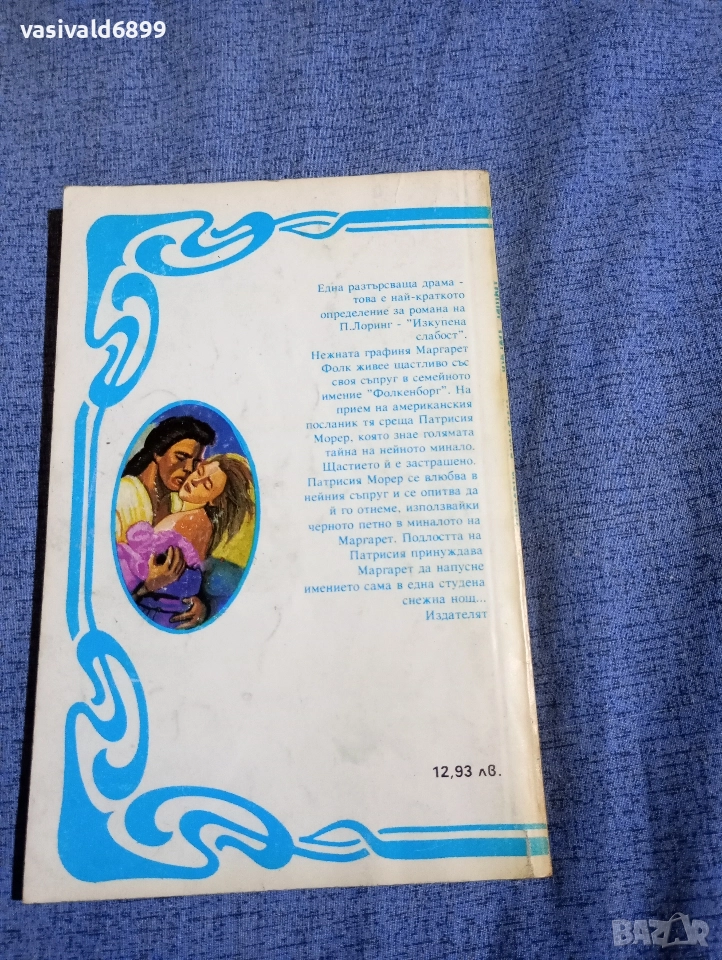 vasivald6899
Една разтърсваща драма -
това е най-краткото
определение за романа на
П.Лоринг - "Изкупена
слабост".
Нежната графиня Маргарет
Фолк живее щастливо със
своя съпруг в семейното
имение "Фолкенборг". На
прием на американския
посланик тя среща Патрисия
Морер, която знае голямата
тайна на нейното минало.
Щастието ѝ е застрашено.
Патрисия Морер се влюбва в
нейния съпруг и се опитва да
ѝ го отнеме, използвайки
черното петно в миналото на
Маргарет. Подлостта на
Патрисия принуждава
Маргарет да напусне
имението сама в една студена
снежна нощ...
Издателят
12,93 лв.
BAZAR